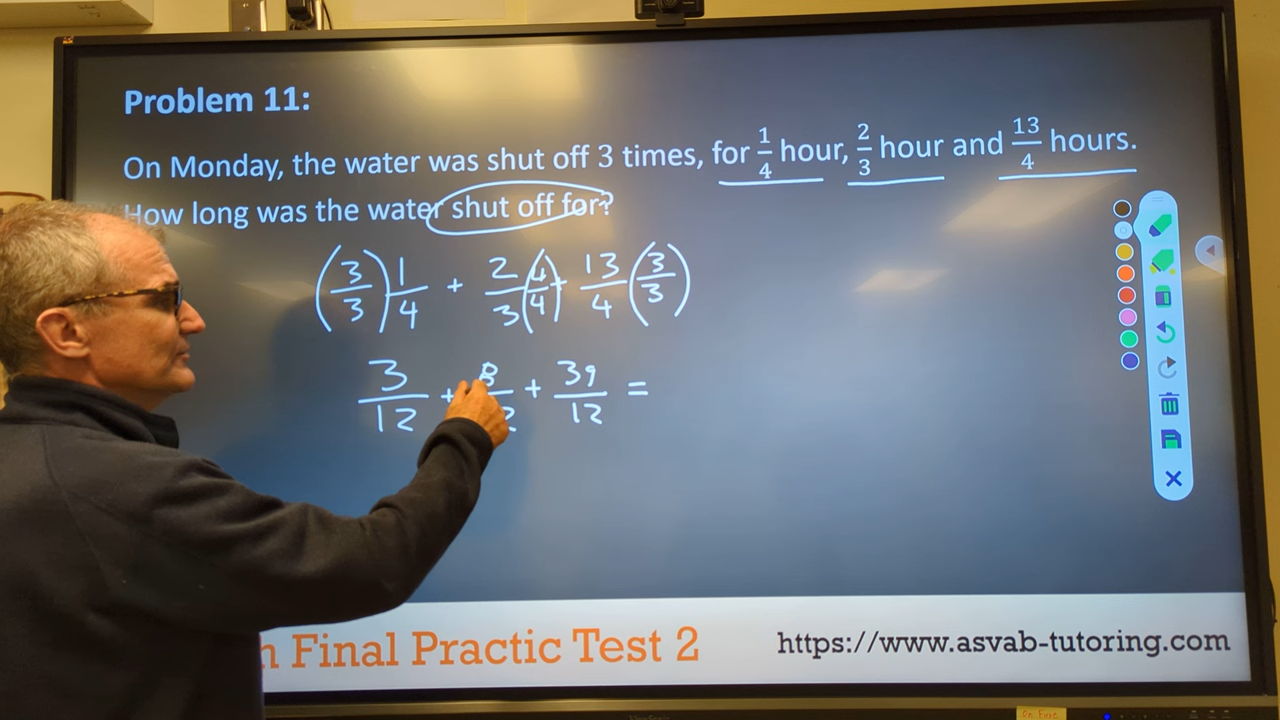 Problem 11:
On Monday, the water was shut off 3 times, for 1/4 hour, 2/3 hour and 13/4 hours.
How long was the water shut off for?
(3/3) 1/4 + 2/3 (4/4) + 13/4 (3/3)
3/12 + 8/ + 39/12 =
Final Practic Test 2
https://www.asvab-tutoring.com